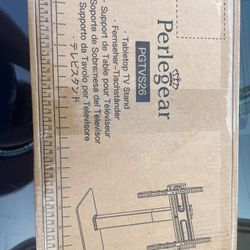 Perlegear
PGTVS26
Tabletop TV Stand
Fernseher-Tischständer
Support de Table pour Téléviseur
Soporte de Sobremesa del Televisor
Supporto da Tavolo per Televisore
テレビスタンド